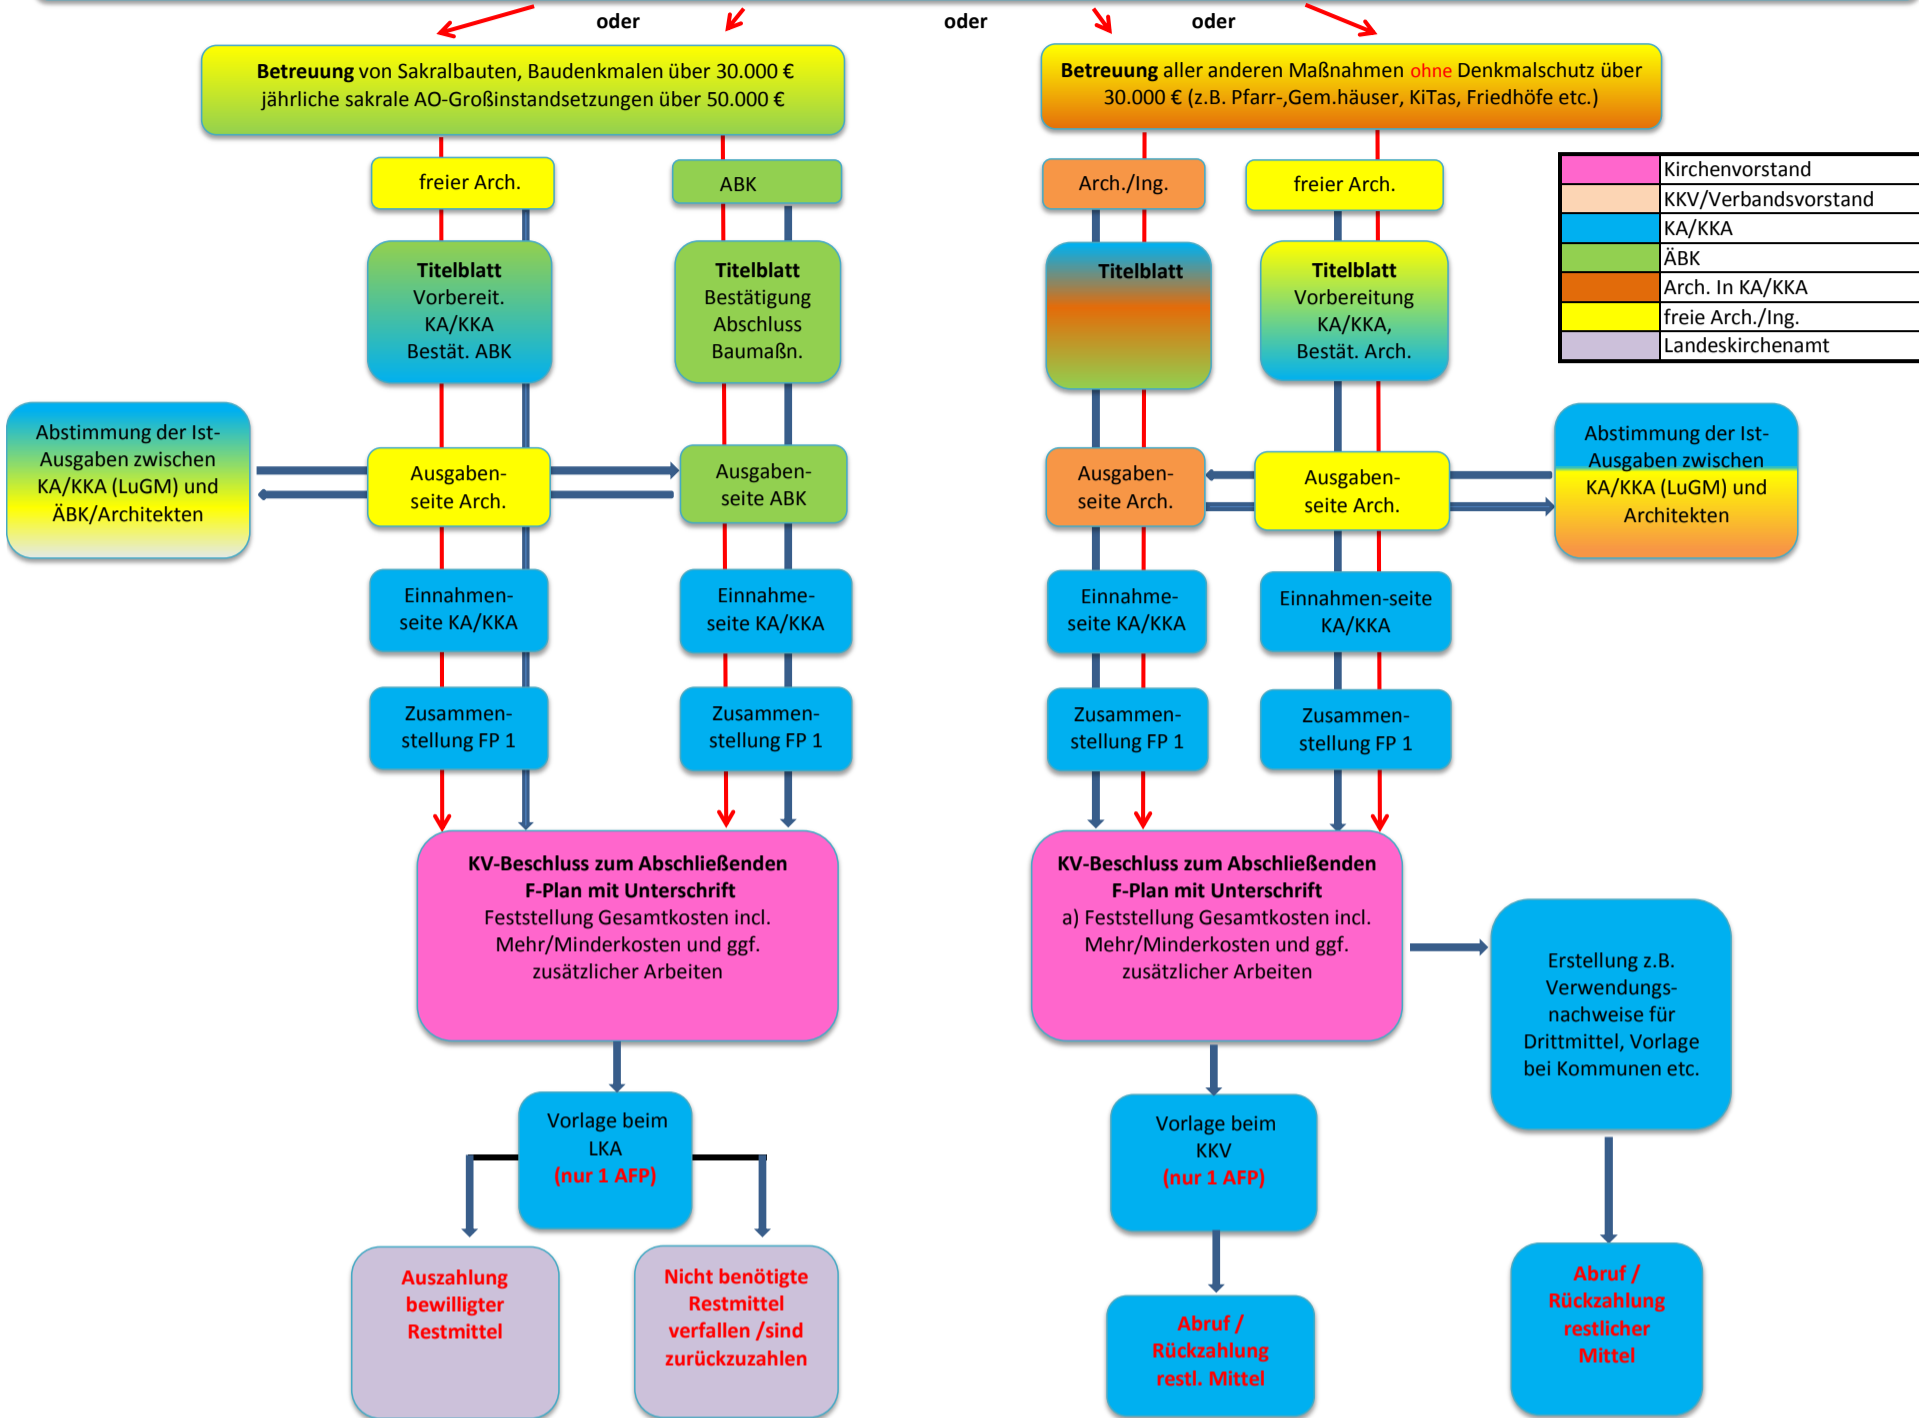 oder
oder
oder
Betreuung von Sakralbauten, Baudenkmalen über 30.000 €
jährliche sakrale AO-Großinstandsetzungen über 50.000 €
Betreuung aller anderen Maßnahmen ohne Denkmalschutz über
30.000 € (z.B. Pfarr-,Gem.häuser, KiTas, Friedhöfe etc.)
freier Arch.
ABK
Arch./Ing.
freier Arch.
Kirchenvorstand
KKV/Verbandsvorstand
KA/KKA
ÄBK
Arch. In KA/KKA
freie Arch./Ing.
Landeskirchenamt
Titelblatt
Vorbereit.
KA/KKA
Bestät. ABK
Titelblatt
Bestätigung
Abschluss
Baumaßn.
Titelblatt
Titelblatt
Vorbereitung
KA/KKA,
Bestät. Arch.
Abstimmung der Ist-
Ausgaben zwischen
KA/KKA (LuGM) und
ÄBK/Architekten
Ausgaben-
seite Arch.
Ausgaben-
seite ABK
Ausgaben-
seite Arch.
Ausgaben-
seite Arch.
Abstimmung der Ist-
Ausgaben zwischen
KA/KKA (LuGM) und
Architekten
Einnahmen-
seite KA/KKA
Einnahme-
seite KA/KKA
Einnahme-
seite KA/KKA
Einnahmen-seite
KA/KKA
Zusammen-
stellung FP 1
Zusammen-
stellung FP 1
Zusammen-
stellung FP 1
Zusammen-
stellung FP 1
KV-Beschluss zum Abschließenden
F-Plan mit Unterschrift
Feststellung Gesamtkosten incl.
Mehr/Minderkosten und ggf.
zusätzlicher Arbeiten
KV-Beschluss zum Abschließenden
F-Plan mit Unterschrift
a) Feststellung Gesamtkosten incl.
Mehr/Minderkosten und ggf.
zusätzlicher Arbeiten
Erstellung z.B.
Verwendungs-
nachweise für
Drittmittel, Vorlage
bei Kommunen etc.
Vorlage beim
LKA
(nur 1 AFP)
Vorlage beim
KKV
(nur 1 AFP)
Auszahlung
bewilligter
Restmittel
Nicht benötigte
Restmittel
verfallen /sind
zurückzuzahlen
Abruf /
Rückzahlung
restl. Mittel
Abruf /
Rückzahlung
restlicher
Mittel